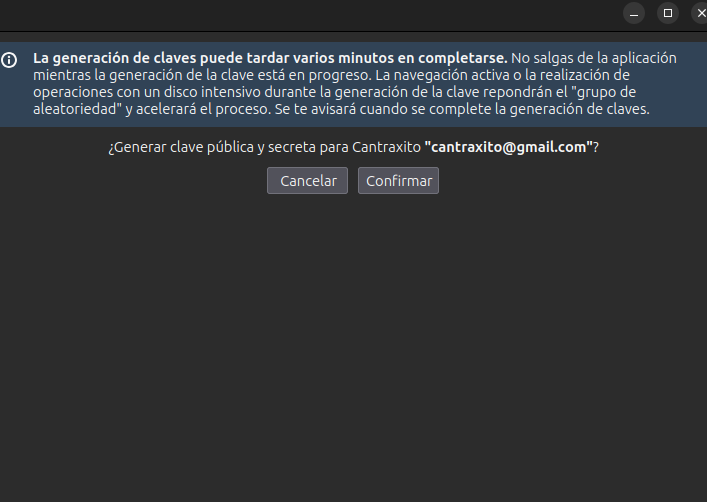 La generación de claves puede tardar varios minutos en completarse. No salgas de la aplicación
mientras la generación de la clave está en progreso. La navegación activa o la realización de
operaciones con un disco intensivo durante la generación de la clave repondrán el "grupo de
aleatoriedad" y acelerará el proceso. Se te avisará cuando se complete la generación de claves.
¿Generar clave pública y secreta para Cantraxito "cantraxito@gmail.com"?
Cancelar
Confirmar